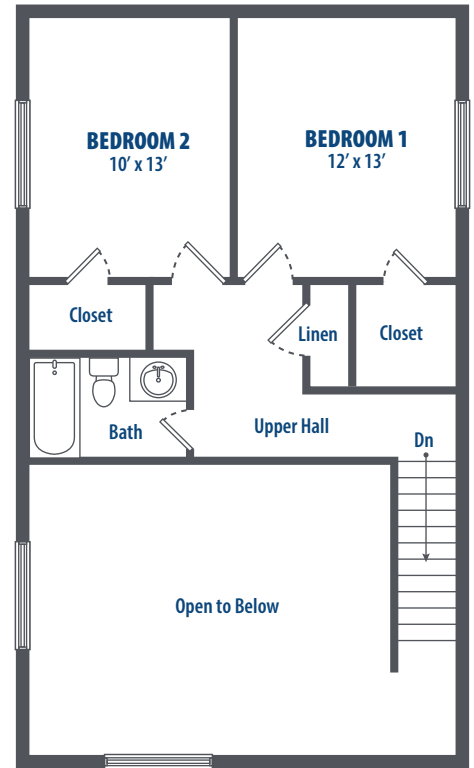 BEDROOM 2
10’ x 13’
BEDROOM 1
12’ x 13’
Closet
Linen
Closet
Bath
Upper Hall
Dn
Open to Below